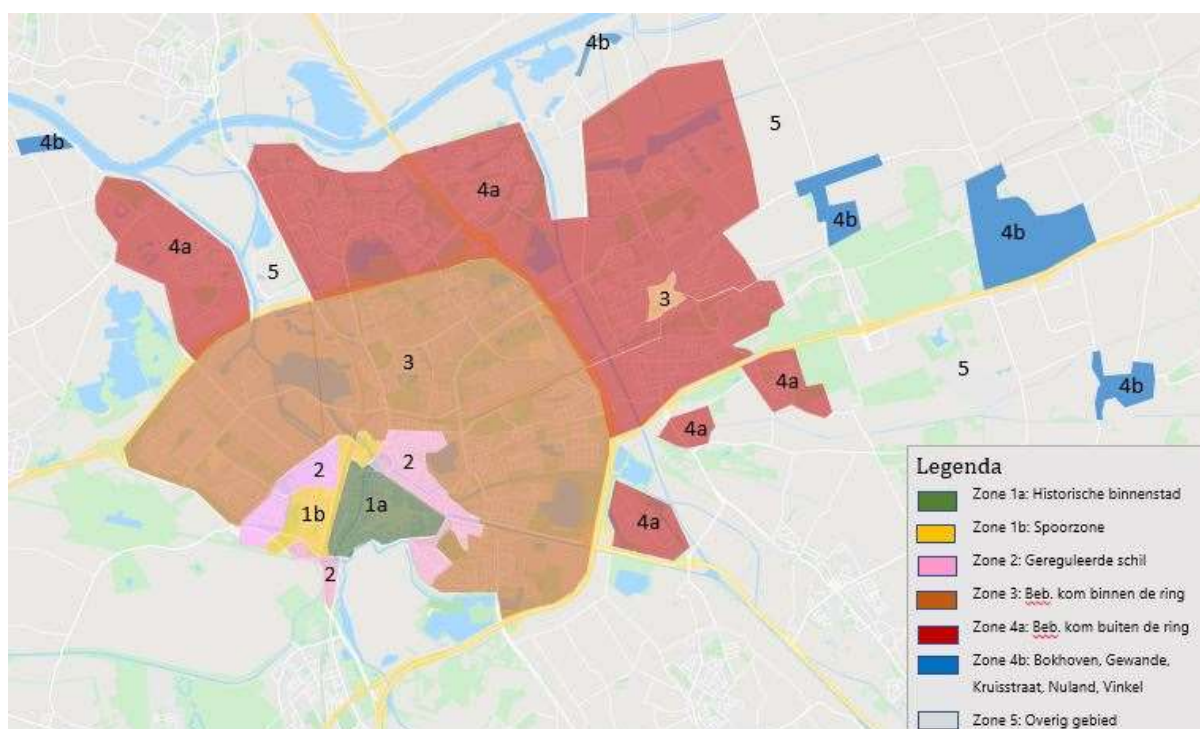 4b
4b
5
4a
4b
4b
4a
5
3
3
5
4a
4b
4a
2
2
1b
1a
4a
2
Legenda
Zone 1a: Historische binnenstad
Zone 1b: Spoorzone
Zone 2: Gereguleerde schil
Zone 3: Beb. kom binnen de ring
Zone 4a: Beb. kom buiten de ring
Zone 4b: Bokhoven, Gewande,
Kruisstraat, Nuland, Vinkel
Zone 5: Overig gebied